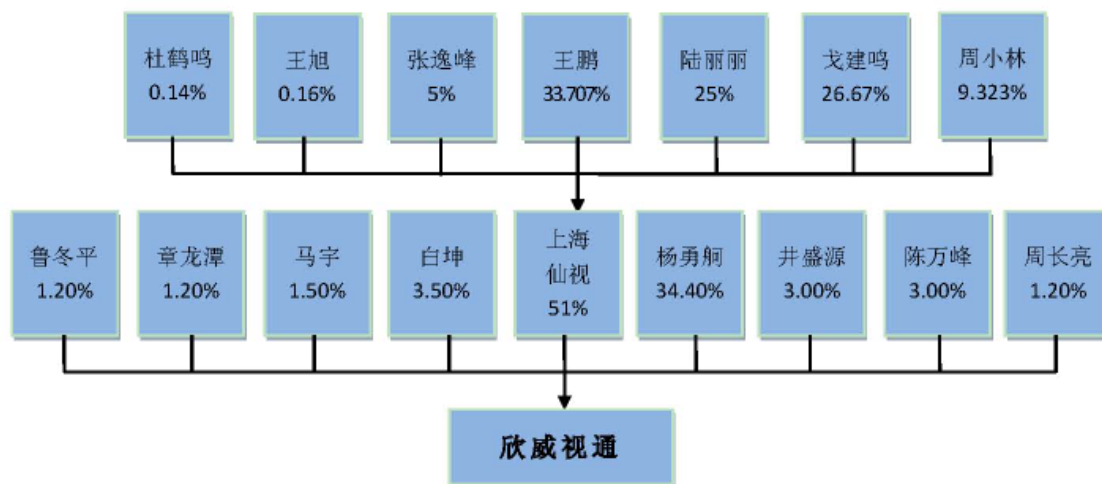 杜鹤鸣
0.14%
王旭
0.16%
张逸峰
5%
王鹏
33.707%
陆丽丽
25%
戈建鸣
26.67%
周小林
9.323%
鲁冬平
1.20%
章龙潭
1.20%
马宇
1.50%
白坤
3.50%
上海
仙视
51%
杨勇舸
34.40%
井盛源
3.00%
陈万峰
3.00%
周长亮
1.20%
欣威视通